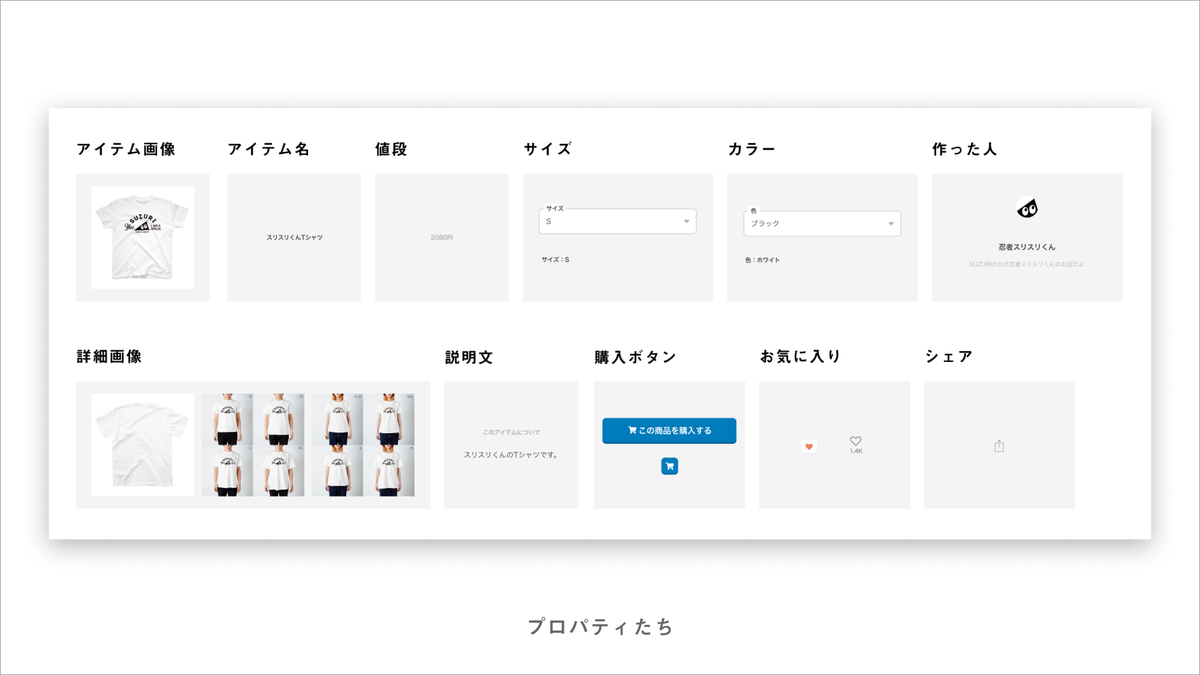 アイテム画像
アイテム名
値段
サイズ
カラー
作った人
SUZURI
スリスリくんTシャツ
2080円
サイズ
S
サイズ：S
色
ブラック
色：ホワイト
忍者スリスリくん
SUZURIの公式忍者スリスリくんのお店だよ
詳細画像
説明文
購入ボタン
お気に入り
シェア
このアイテムについて
スリスリくんのTシャツです。
この商品を購入する
1.4K
プロパティたち